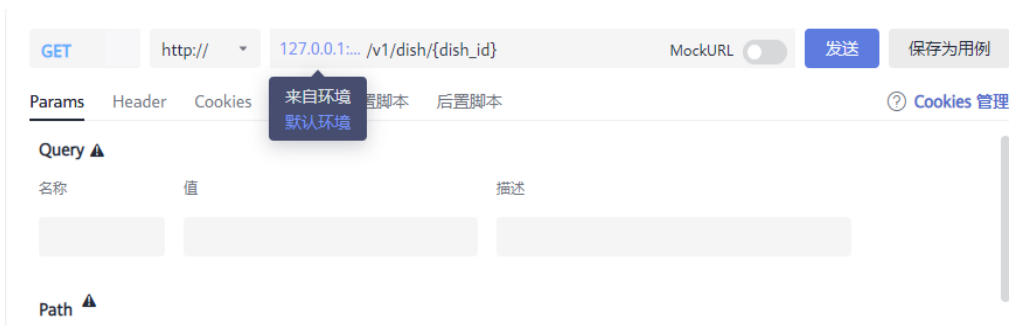 GET http:// 127.0.0.1:... /v1/dish/{dish_id} MockURL 发送 保存为用例
Params Header Cookies 置脚本 后置脚本 Cookies 管理
来自环境
默认环境
Query
名称 值 描述
Path